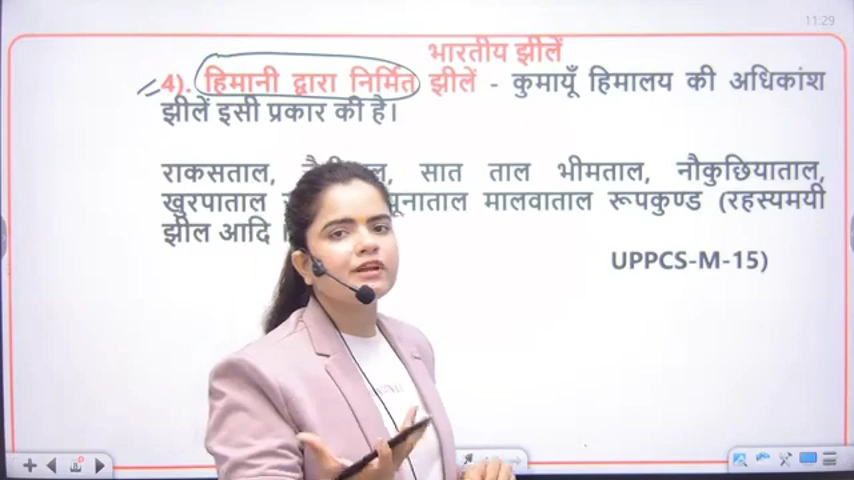 11:29
भारतीय झीलें
4). हिमानी द्वारा निर्मित झीलें - कुमायूँ हिमालय की अधिकांश
झीलें इसी प्रकार की है।
राकसताल, सात ताल भीमताल, नौकुछियाताल,
खुरपाताल मालवाताल रूपकुण्ड (रहस्यमयी
झील आदि
UPPCS-M-15)